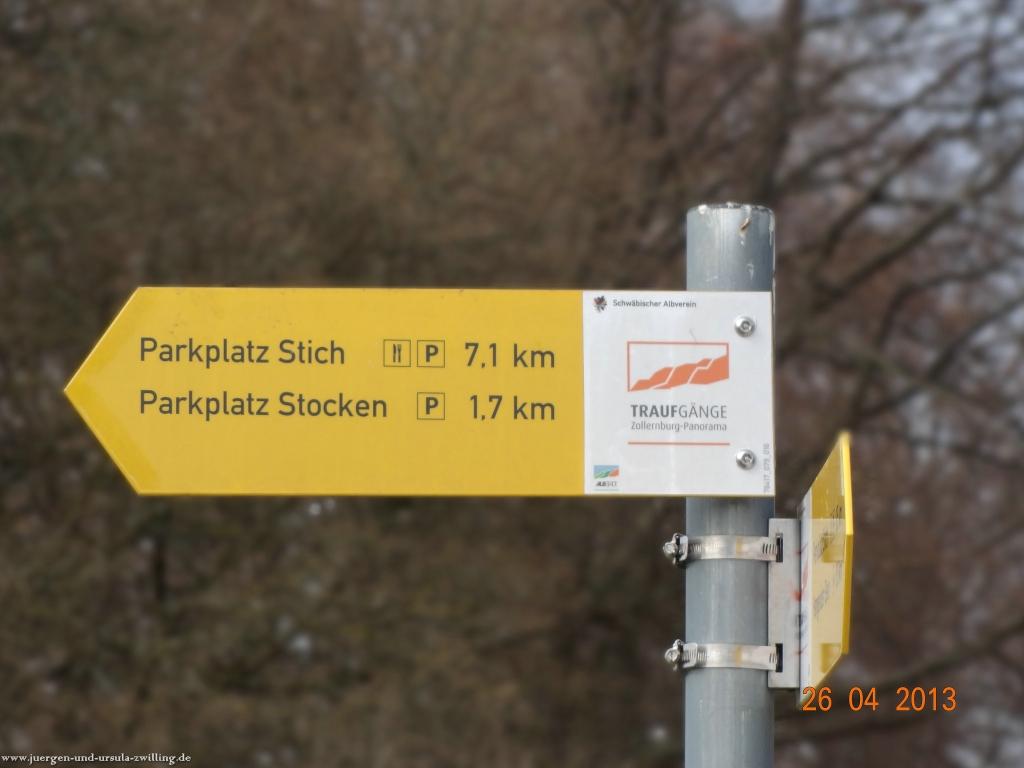 Schwäbischer Albverein
Parkplatz Stich P 7,1 km
Parkplatz Stocken P 1,7 km
TRAUFGÄNGE
Zollernburg-Panorama
26 04 2013
www.juergen-und-ursula-zwilling.de